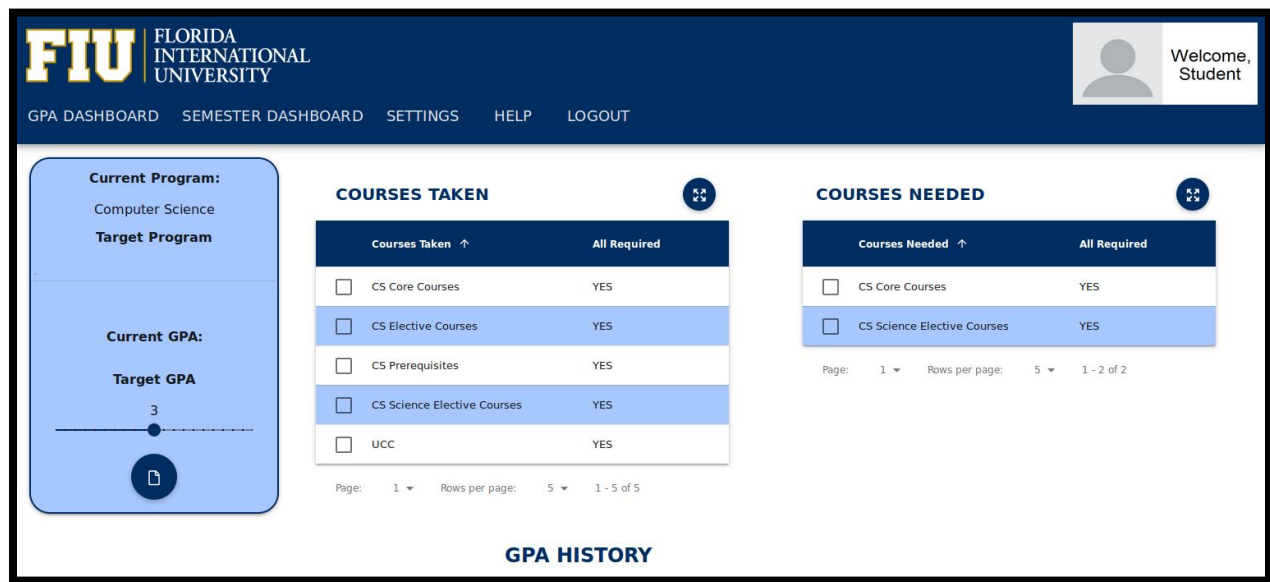 FIU
FLORIDA
INTERNATIONAL
UNIVERSITY
Welcome,
Student
GPA DASHBOARD SEMESTER DASHBOARD SETTINGS HELP LOGOUT
Current Program:
Computer Science
Target Program
Current GPA:
Target GPA
3
COURSES TAKEN
Courses Taken ↑ All Required
CS Core Courses YES
CS Elective Courses YES
CS Prerequisites YES
CS Science Elective Courses YES
UCC YES
Page: 1 Rows per page: 5 1 - 5 of 5
COURSES NEEDED
Courses Needed ↑ All Required
CS Core Courses YES
CS Science Elective Courses YES
Page: 1 Rows per page: 5 1 - 2 of 2
GPA HISTORY